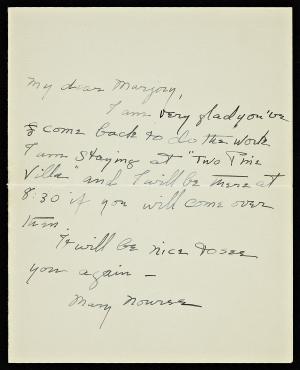 My dear Marjory,
I am very glad you've
come back to do the work
I am staying at "Two Pine
Villa" and I will be there at
8:30 if you will come over
then.
It will be nice to see
you again —
Mary Nourse